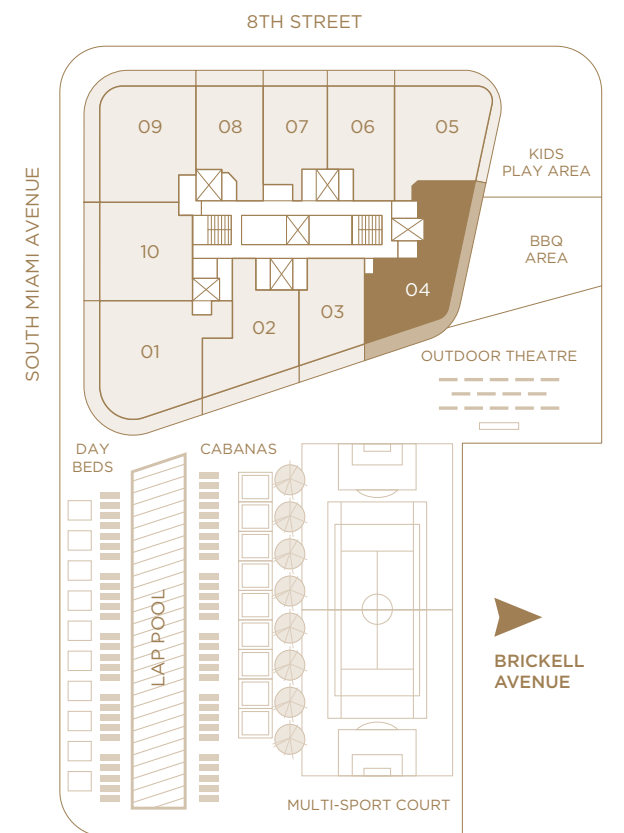 8TH STREET
SOUTH MIAMI AVENUE
09
08
07
06
05
KIDS
PLAY AREA
10
BBQ
AREA
04
03
02
01
OUTDOOR THEATRE
DAY
BEDS
CABANAS
LAP POOL
BRICKELL
AVENUE
MULTI-SPORT COURT